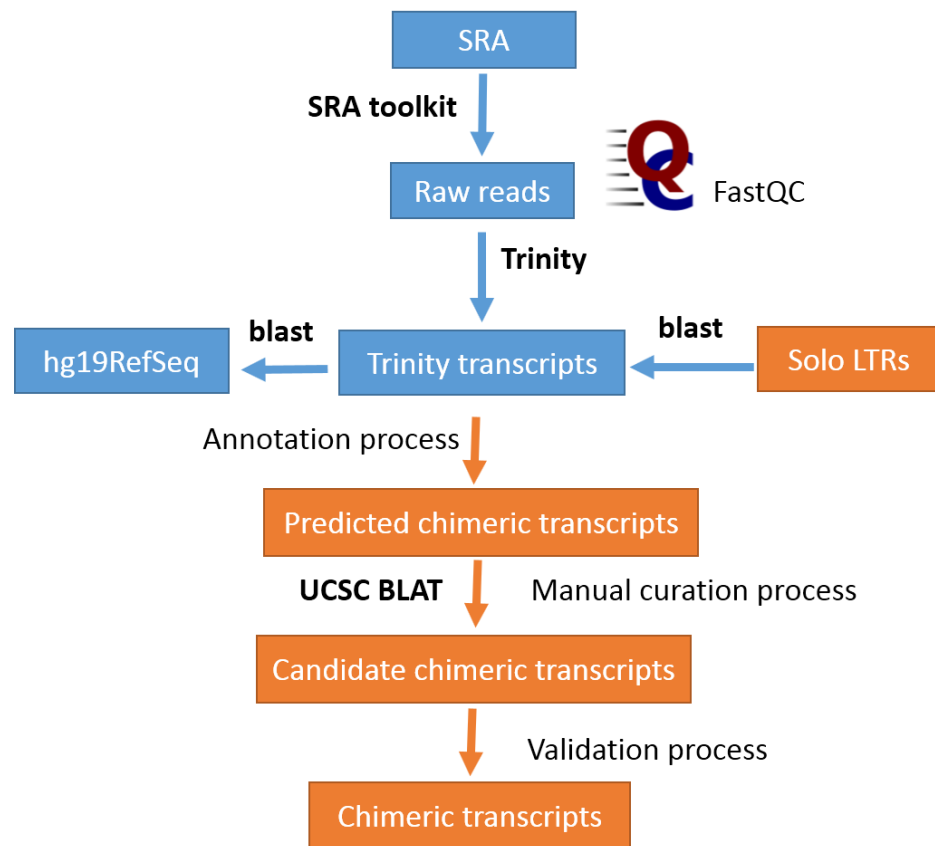 SRA
SRA toolkit
Raw reads
QC
FastQC
Trinity
blast
blast
hg19RefSeq
Trinity transcripts
Solo LTRs
Annotation process
Predicted chimeric transcripts
UCSC BLAT
Manual curation process
Candidate chimeric transcripts
Validation process
Chimeric transcripts